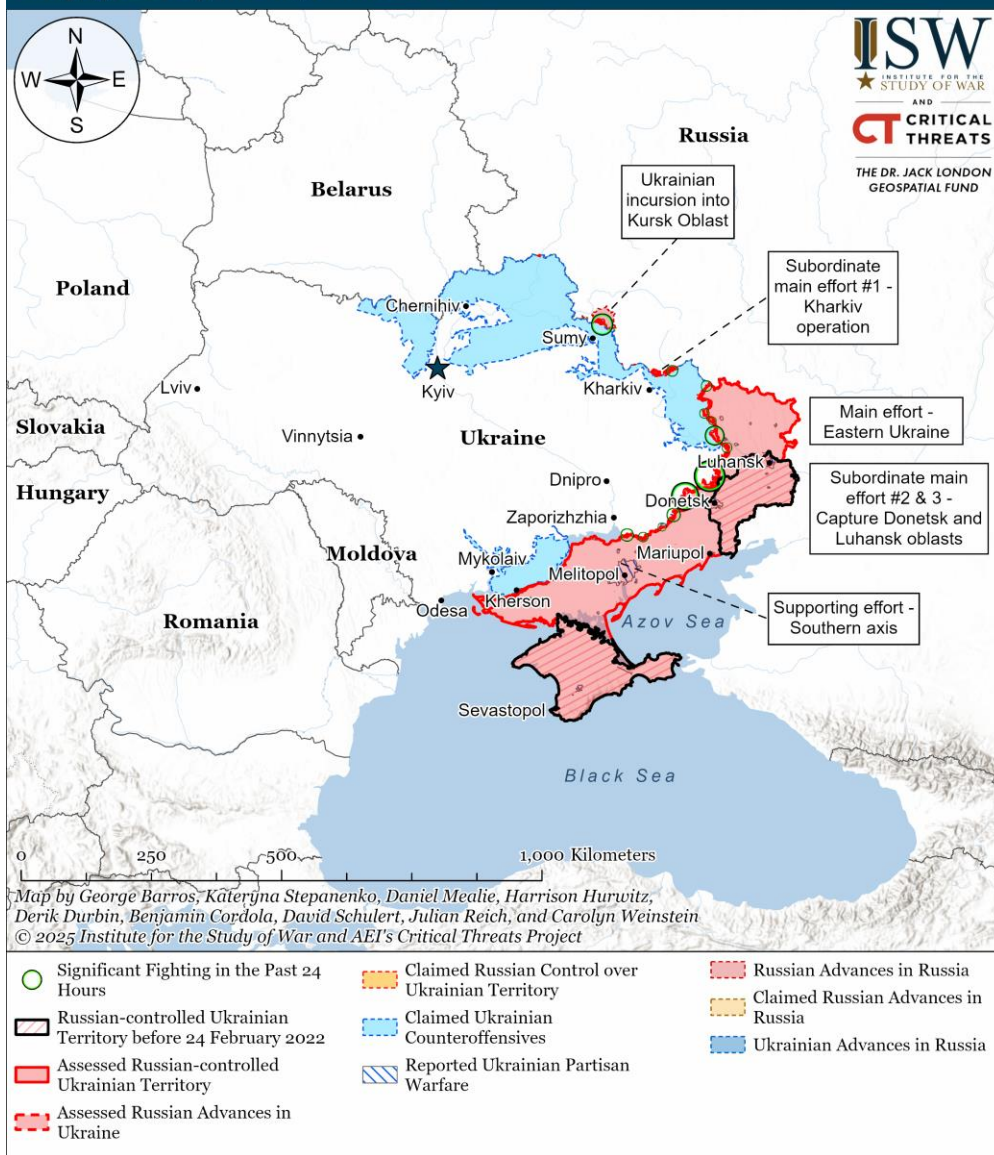 N
W
E
S
ISW
INSTITUTE FOR THE
STUDY OF WAR
AND
CT CRITICAL
THREATS
THE DR. JACK LONDON
GEOSPATIAL FUND
Russia
Ukrainian
incursion into
Kursk Oblast
Belarus
Subordinate
main effort #1 -
Kharkiv
operation
Poland
Chernihiv
Sumy
Kyiv
Kharkiv
Lviv
Slovakia
Main effort -
Eastern Ukraine
Vinnytsia
Ukraine
Luhansk
Hungary
Dnipro
Donetsk
Subordinate main
effort #2 & 3 -
Capture Donetsk and
Luhansk oblasts
Zaporizhzhia
Moldova
Mykolaiv
Mariupol
Melitopol
Odesa
Kherson
Romania
Azov Sea
Supporting effort -
Southern axis
Sevastopol
Black Sea
0
250
500
1,000 Kilometers
Map by George Barros, Kateryna Stepanenko, Daniel Mealie, Harrison Hurwitz,
Derik Durbin, Benjamin Cordola, David Schulert, Julian Reich, and Carolyn Weinstein
© 2025 Institute for the Study of War and AEI's Critical Threats Project
Significant Fighting in the Past 24
Hours
Russian-controlled Ukrainian
Territory before 24 February 2022
Assessed Russian-controlled
Ukrainian Territory
Assessed Russian Advances in
Ukraine
Claimed Russian Control over
Ukrainian Territory
Claimed Ukrainian
Counteroffensives
Reported Ukrainian Partisan
Warfare
Russian Advances in Russia
Claimed Russian Advances in
Russia
Ukrainian Advances in Russia